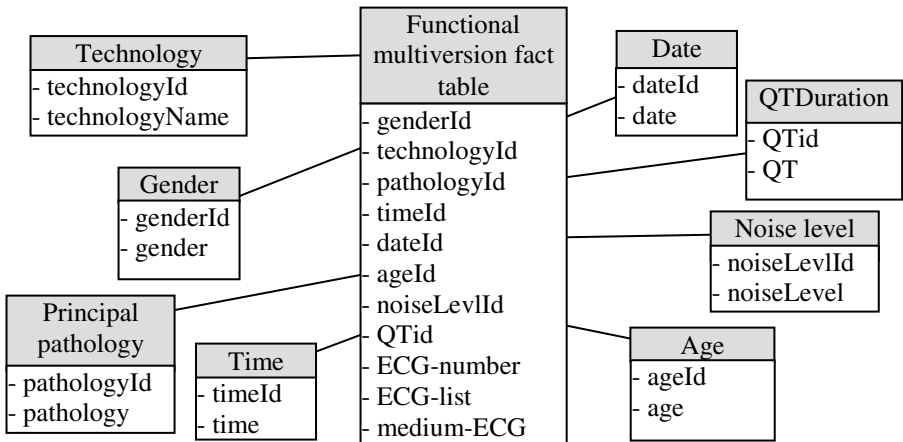 Technology
- technologyId
- technologyName
Gender
- genderId
- gender
Principal
pathology
- pathologyId
- pathology
Time
- timeId
- time
Functional
multiversion fact
table
- genderId
- technologyId
- pathologyId
- timeId
- dateId
- ageId
- noiseLevlId
- QTid
- ECG-number
- ECG-list
- medium-ECG
Date
- dateId
- date
QTDuration
- QTid
- QT
Noise level
- noiseLevlId
- noiseLevel
Age
- ageId
- age